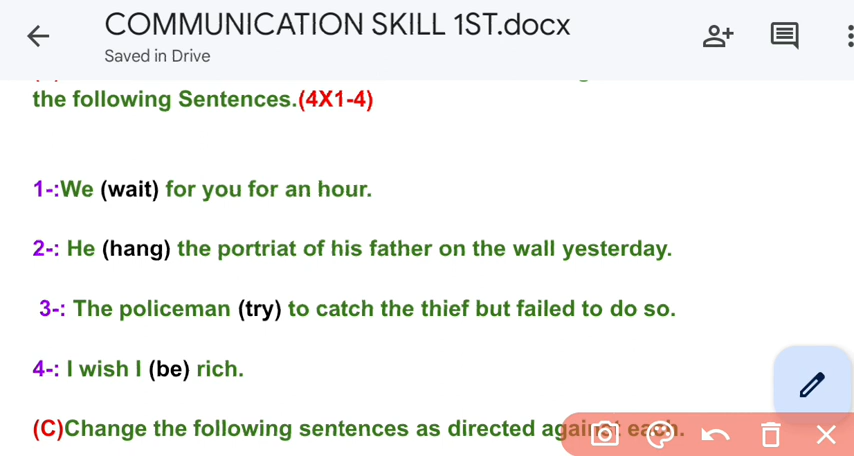 COMMUNICATION SKILL 1ST.docx
Saved in Drive
the following Sentences.(4X1-4)
1-:We (wait) for you for an hour.
2-: He (hang) the portriat of his father on the wall yesterday.
3-: The policeman (try) to catch the thief but failed to do so.
4-: I wish I (be) rich.
(C)Change the following sentences as directed against each.